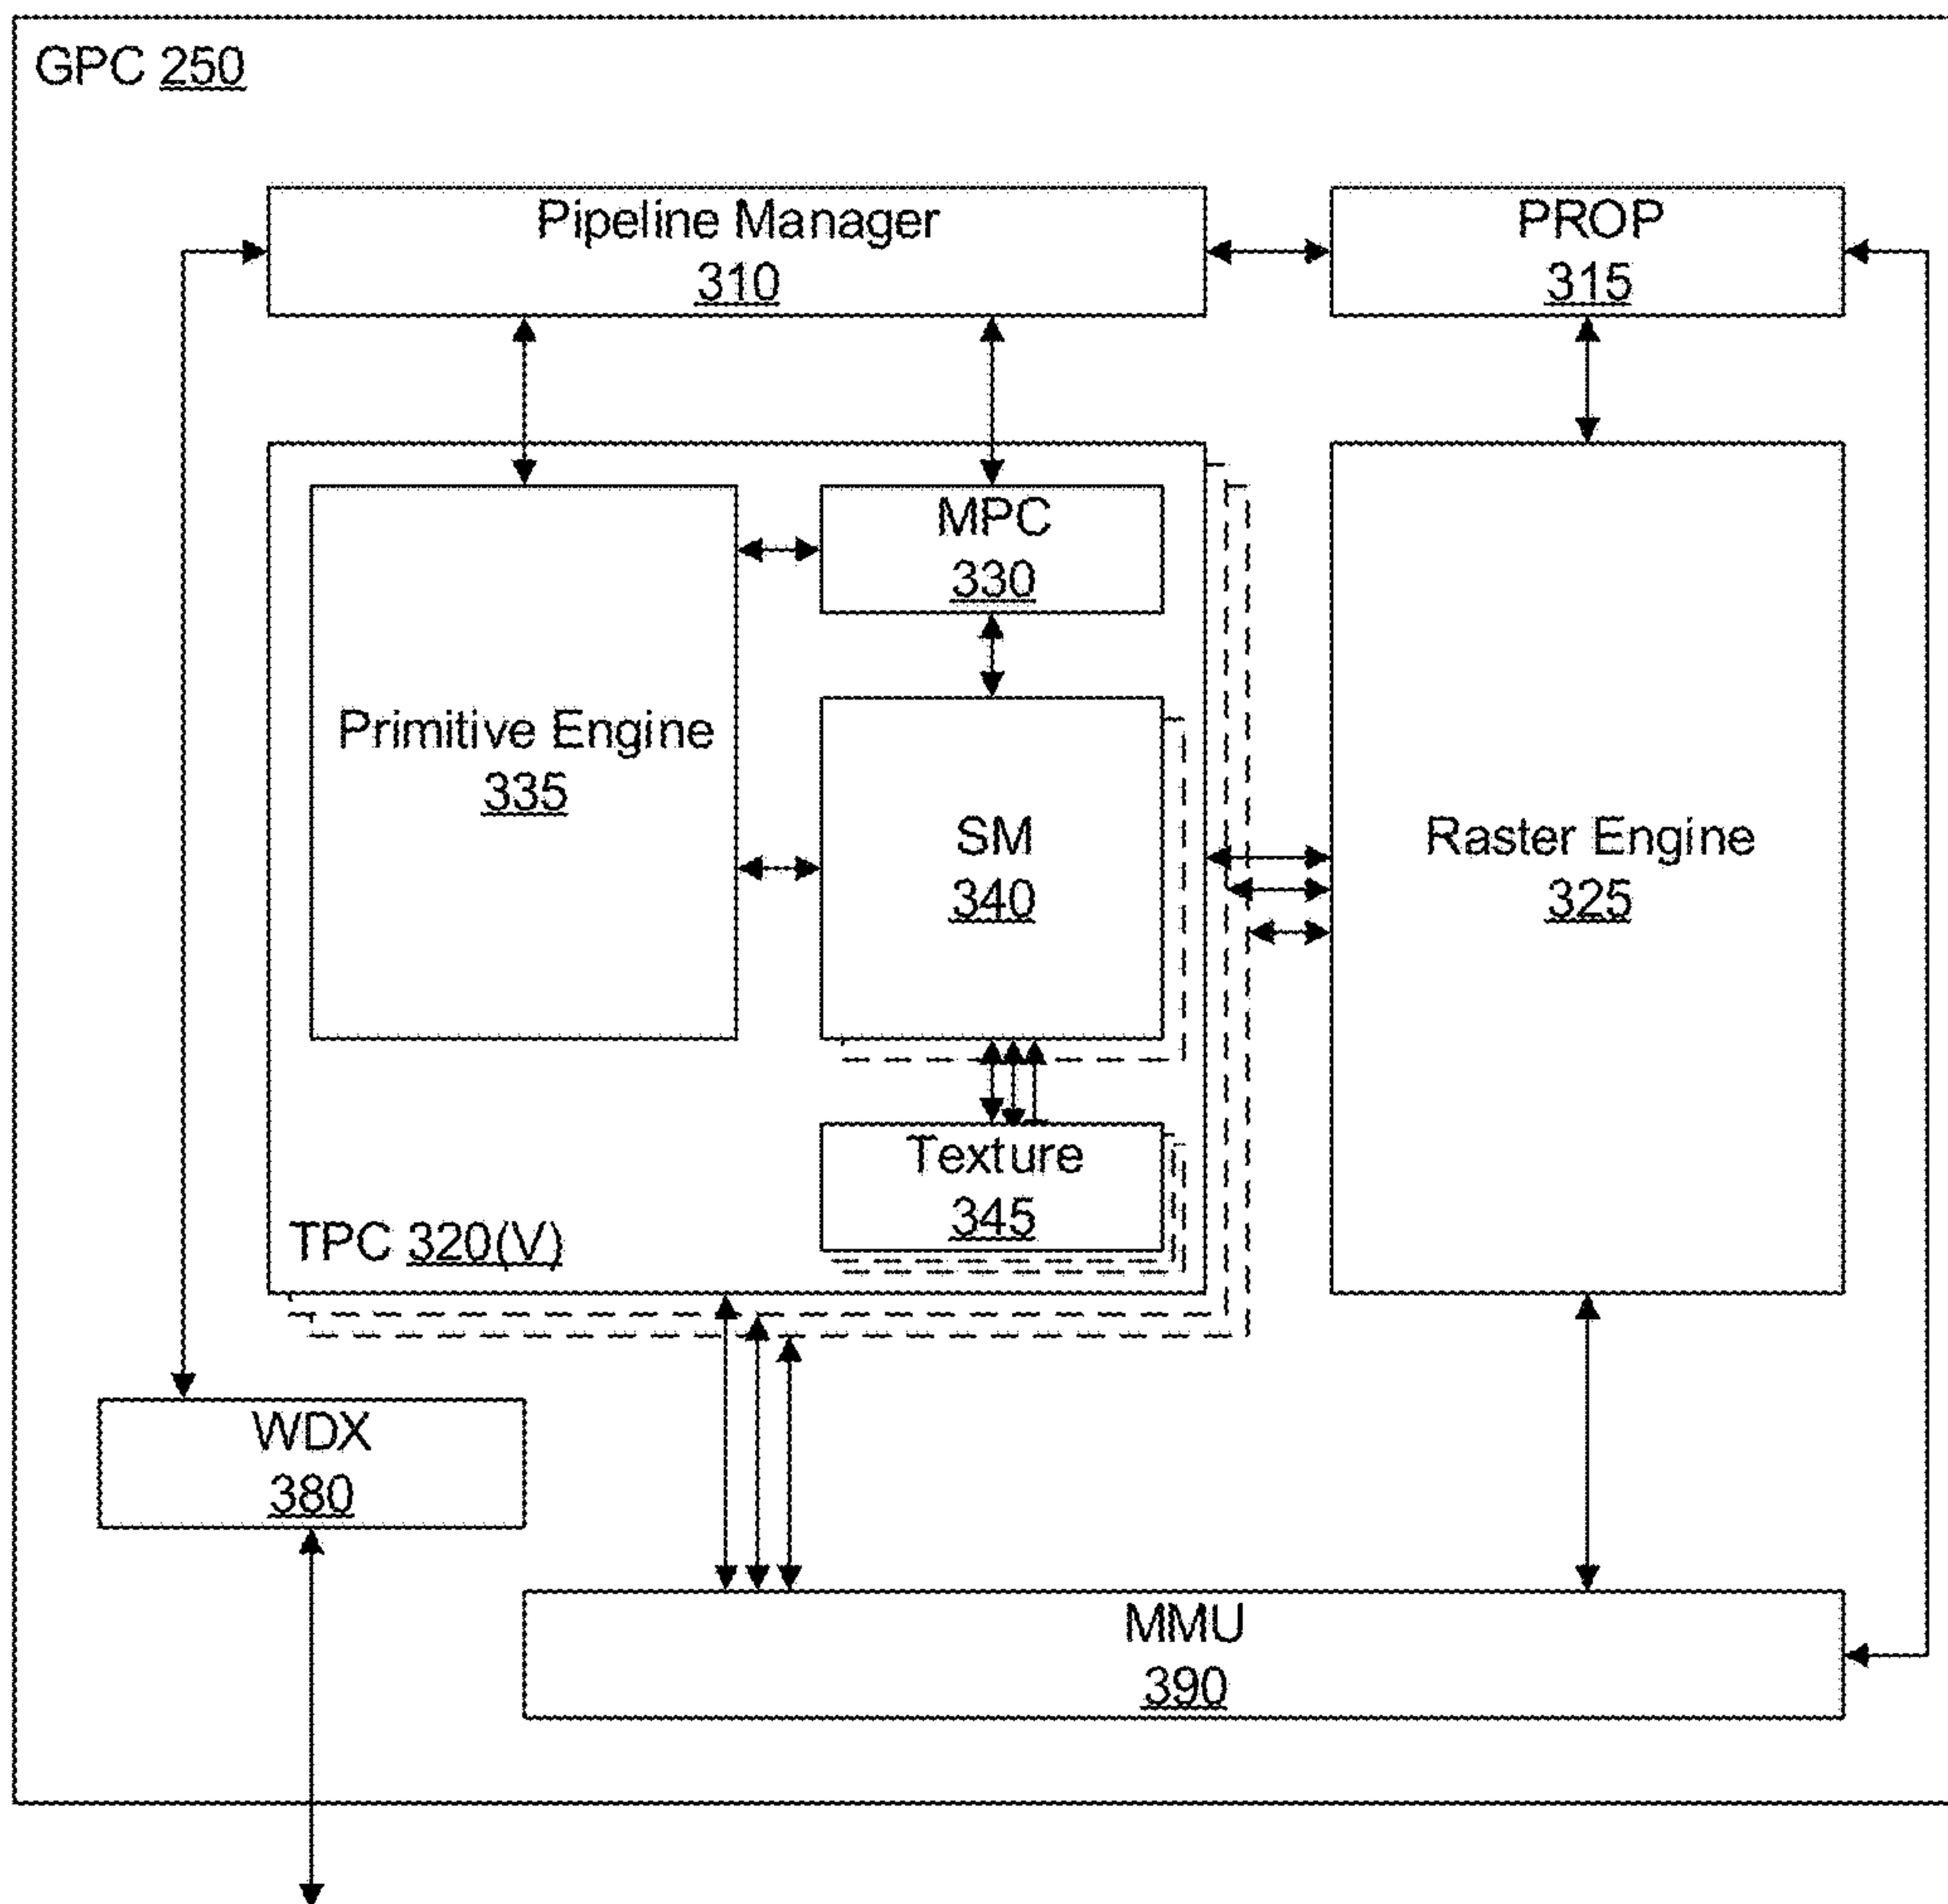 GPC 250
Pipeline Manager
310
PROP
315
MPC
330
Primitive Engine
335
SM
340
Raster Engine
325
Texture
345
TPC 320(V)
WDX
380
MMU
390